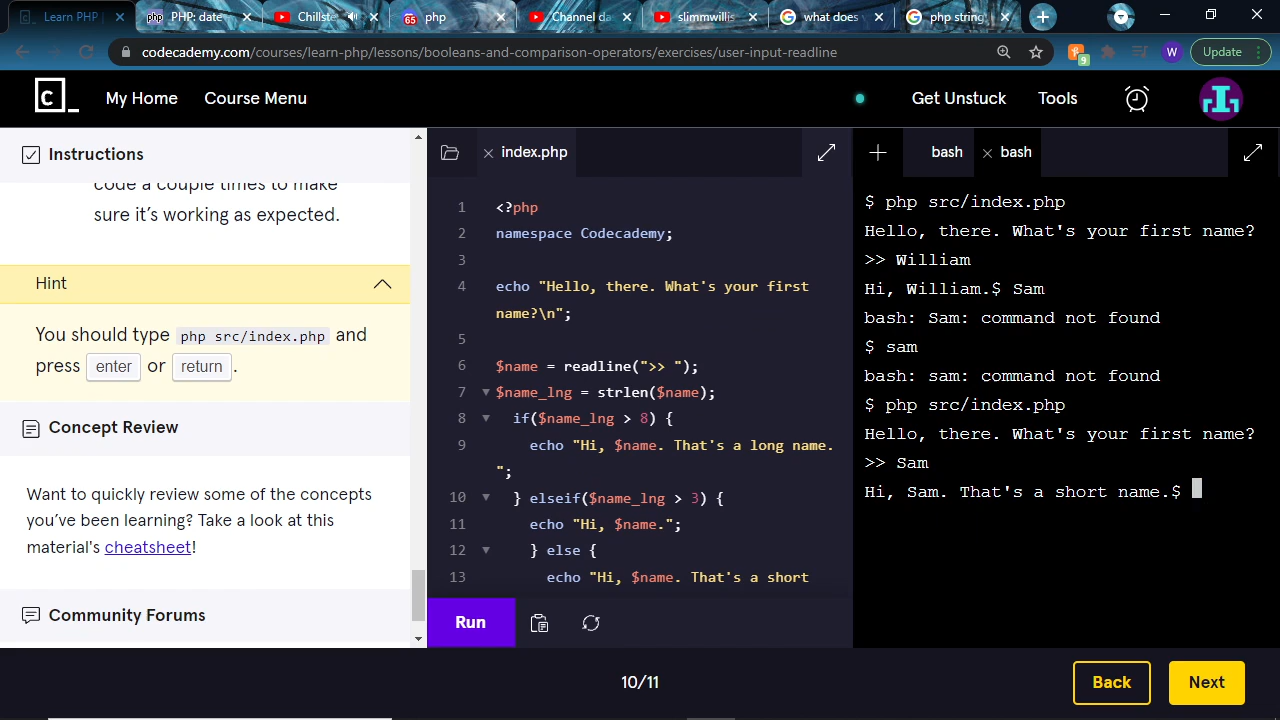 Learn PHP
PHP: date
Chillste
65 php
Channel da
slimmwillis
what does
php string
codecademy.com/courses/learn-php/lessons/booleans-and-comparison-operators/exercises/user-input-readline
9
W
Update
c_
My Home
Course Menu
Get Unstuck
Tools
Instructions
code a couple times to make
sure it's working as expected.
Hint
You should type php src/index.php and
press enter or return.
Concept Review
Want to quickly review some of the concepts
you've been learning? Take a look at this
material's cheatsheet!
Community Forums
index.php
1 <?php
2 namespace Codecademy;
3
4 echo "Hello, there. What's your first
name?\n";
5
6 $name = readline(">> ");
7 $name_lng = strlen($name);
8 if($name_lng > 8) {
9 echo "Hi, $name. That's a long name.
";
10 } elseif($name_lng > 3) {
11 echo "Hi, $name.";
12 } else {
13 echo "Hi, $name. That's a short
Run
bash
bash
$ php src/index.php
Hello, there. What's your first name?
>> William
Hi, William.$ Sam
bash: Sam: command not found
$ sam
bash: sam: command not found
$ php src/index.php
Hello, there. What's your first name?
>> Sam
Hi, Sam. That's a short name.$
10/11
Back
Next